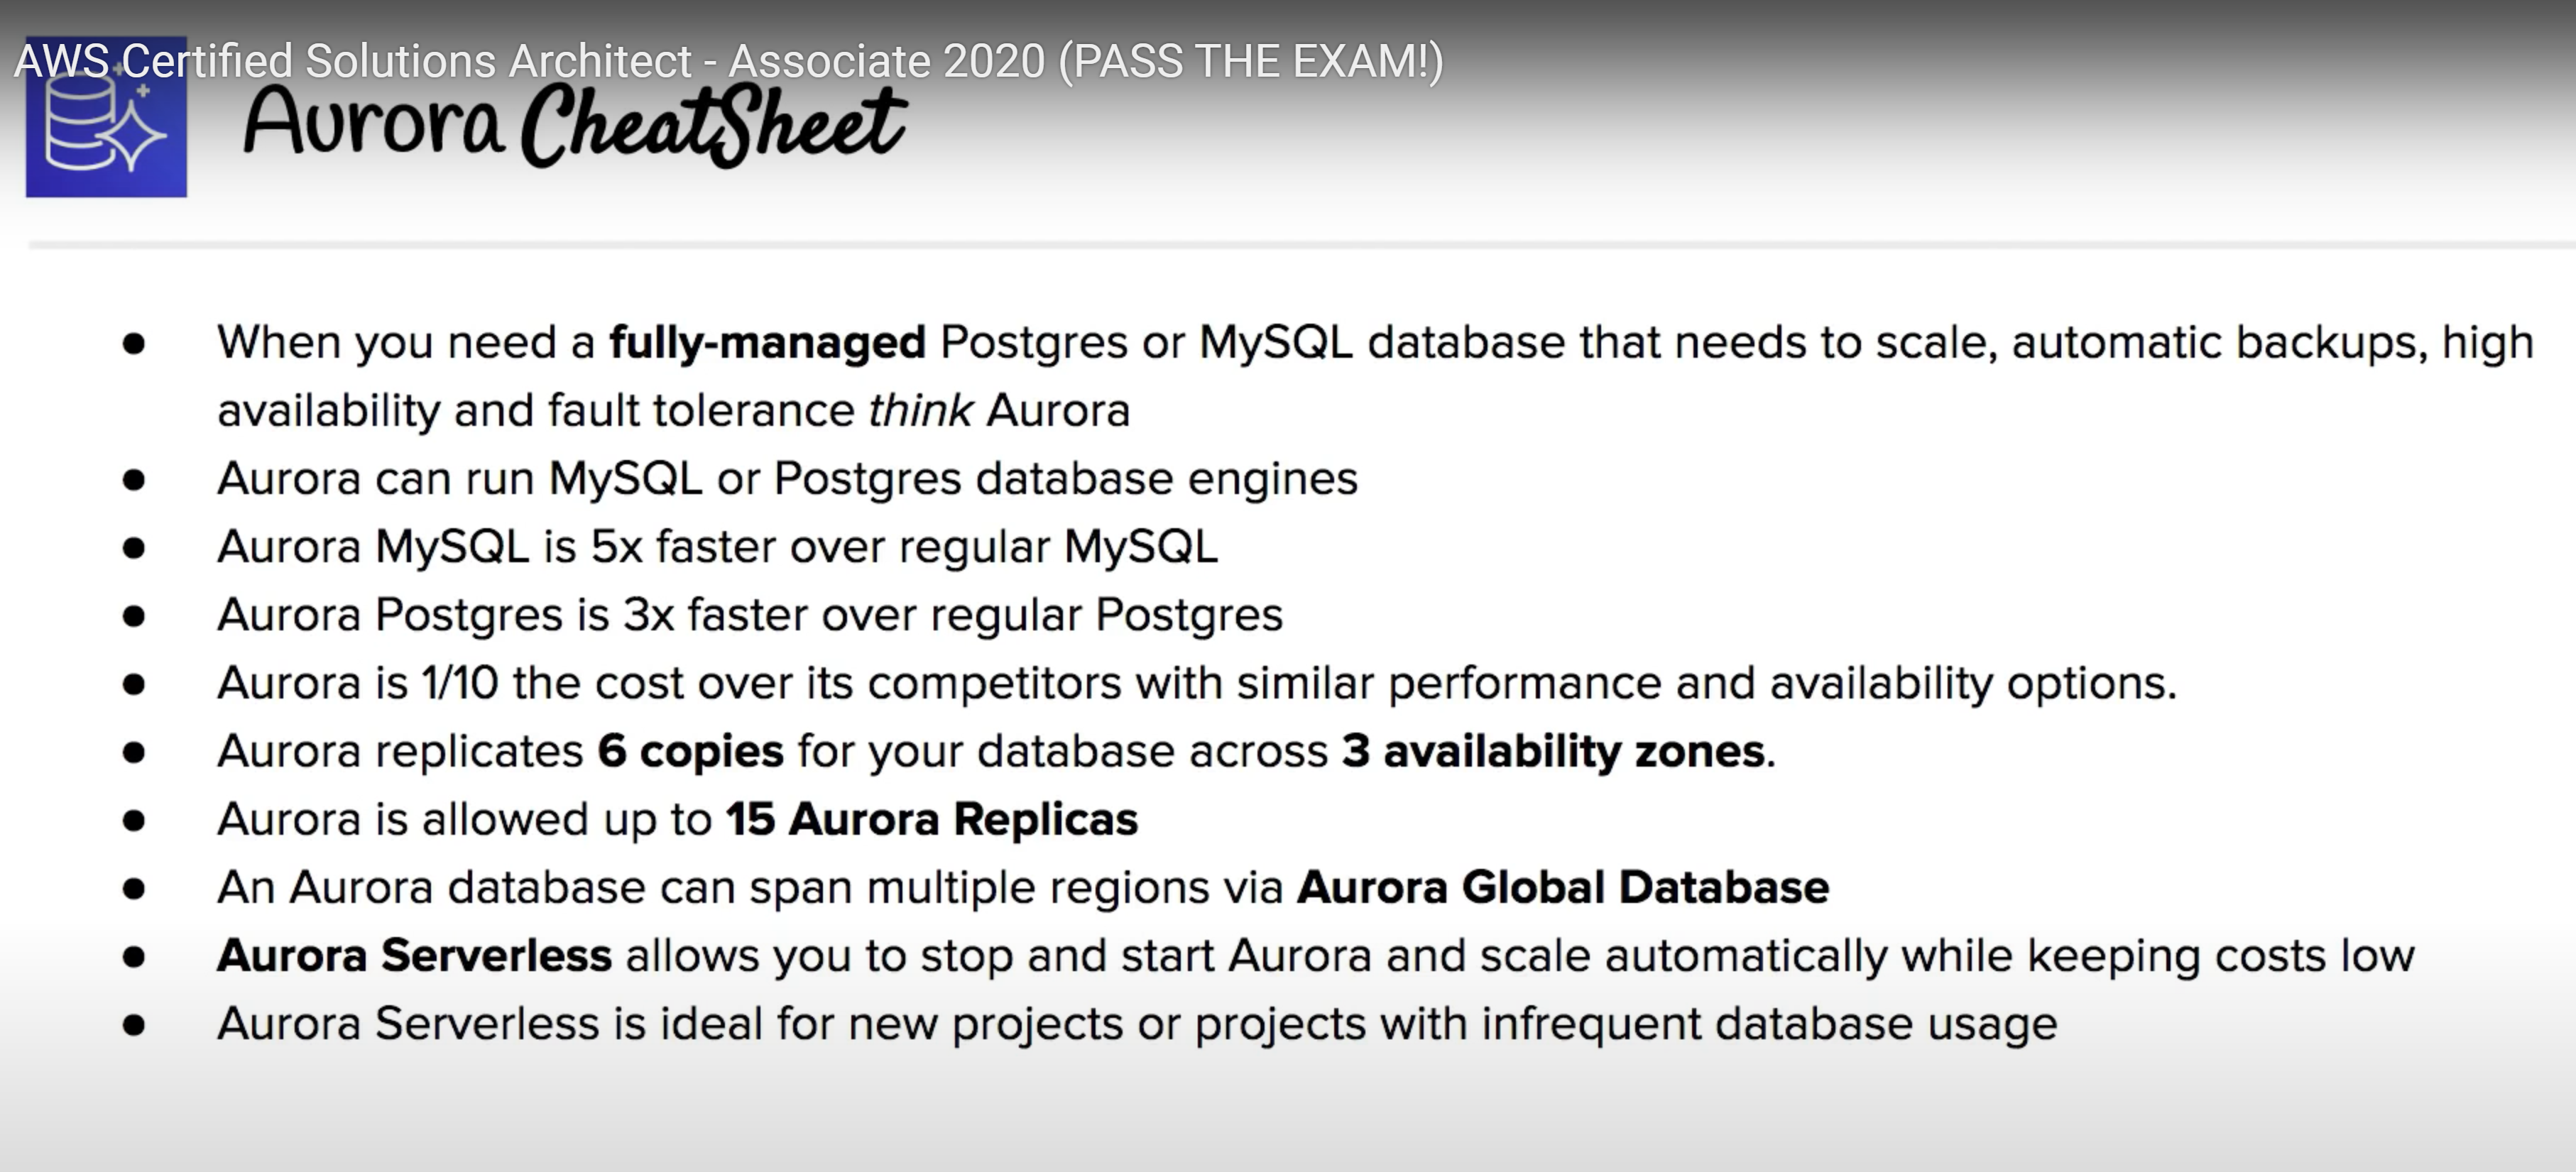 AWS Certified Solutions Architect - Associate 2020 (PASS THE EXAM!)
Aurora CheatSheet
● When you need a fully-managed Postgres or MySQL database that needs to scale, automatic backups, high
availability and fault tolerance think Aurora
● Aurora can run MySQL or Postgres database engines
● Aurora MySQL is 5x faster over regular MySQL
● Aurora Postgres is 3x faster over regular Postgres
● Aurora is 1/10 the cost over its competitors with similar performance and availability options.
● Aurora replicates 6 copies for your database across 3 availability zones.
● Aurora is allowed up to 15 Aurora Replicas
● An Aurora database can span multiple regions via Aurora Global Database
● Aurora Serverless allows you to stop and start Aurora and scale automatically while keeping costs low
● Aurora Serverless is ideal for new projects or projects with infrequent database usage